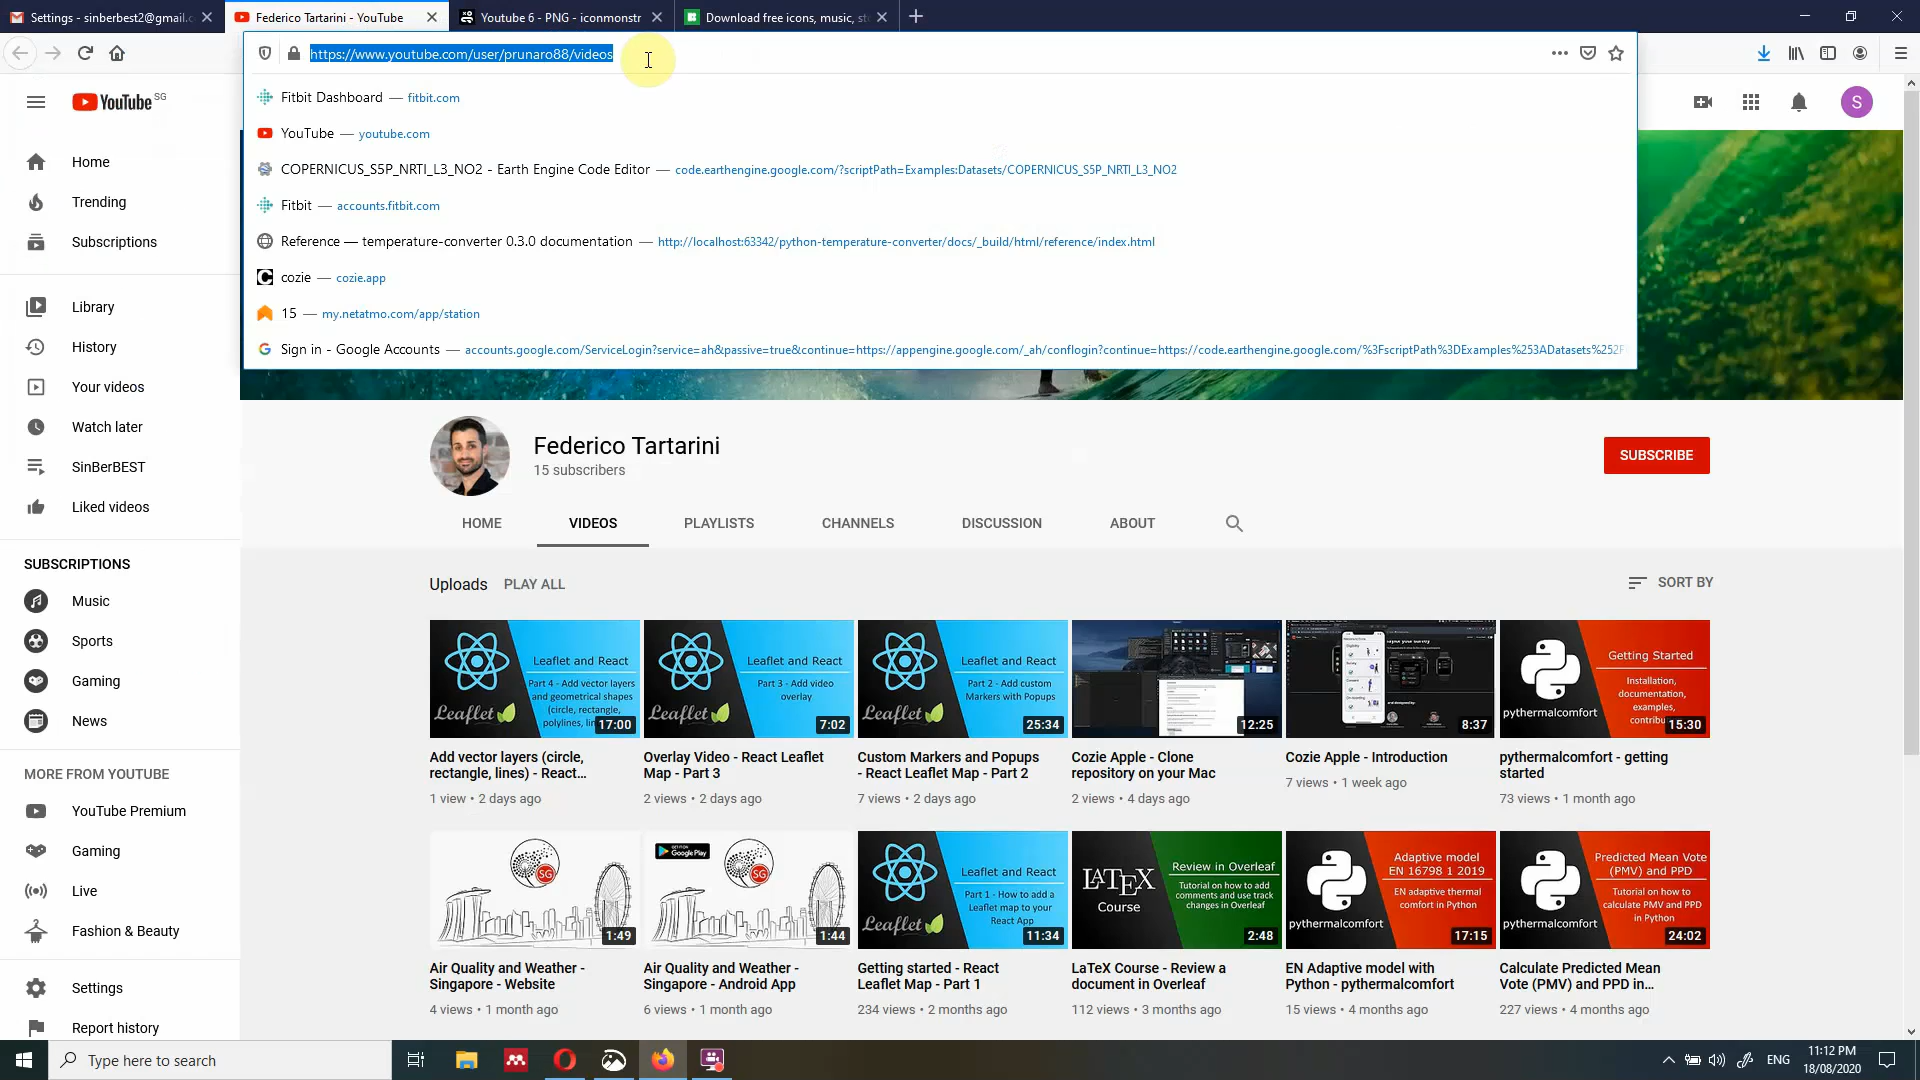 Settings - sinberbest2@gmail.c
Federico Tartarini - YouTube
Youtube 6 - PNG - iconmonstr
Download free icons, music, st
https://www.youtube.com/user/prunaro88/videos
Fitbit Dashboard — fitbit.com
YouTube — youtube.com
COPERNICUS_S5P_NRTI_L3_NO2 - Earth Engine Code Editor — code.earthengine.google.com/?scriptPath=Examples:Datasets/COPERNICUS_S5P_NRTI_L3_NO2
Fitbit — accounts.fitbit.com
Reference — temperature-converter 0.3.0 documentation — http://localhost:63342/python-temperature-converter/docs/_build/html/reference/index.html
cozie — cozie.app
15 — my.netatmo.com/app/station
Sign in - Google Accounts — accounts.google.com/ServiceLogin?service=ah&passive=true&continue=https://appengine.google.com/_ah/conflogin?continue=https://code.earthengine.google.com/%3FscriptPath%3DExamples%253ADatasets%252F
YouTube SG
S
Home
Trending
Subscriptions
Library
History
Your videos
Watch later
SinBerBEST
Liked videos
SUBSCRIPTIONS
Music
Sports
Gaming
News
MORE FROM YOUTUBE
YouTube Premium
Gaming
Live
Fashion & Beauty
Settings
Report history
Federico Tartarini
15 subscribers
SUBSCRIBE
HOME VIDEOS PLAYLISTS CHANNELS DISCUSSION ABOUT
Uploads PLAY ALL
SORT BY
Leaflet and React
Part 4 - Add vector layers
and geometrical shapes
(circle, rectangle,
polylines,
Leaflet
17:00
Add vector layers (circle,
rectangle, lines) - React...
1 view • 2 days ago
Leaflet and React
Part 3 - Add video
overlay
Leaflet
7:02
Overlay Video - React Leaflet
Map - Part 3
2 views • 2 days ago
Leaflet and React
Part 2 - Add custom
Markers with Popups
Leaflet
25:34
Custom Markers and Popups
- React Leaflet Map - Part 2
7 views • 2 days ago
12:25
Cozie Apple - Clone
repository on your Mac
2 views • 4 days ago
8:37
Cozie Apple - Introduction
7 views • 1 week ago
Getting Started
Installation,
documentation,
examples,
pythermalcomfort
15:30
pythermalcomfort - getting
started
73 views • 1 month ago
SG
1:49
Air Quality and Weather -
Singapore - Website
4 views • 1 month ago
GET IT ON
Google Play
SG
1:44
Air Quality and Weather -
Singapore - Android App
6 views • 1 month ago
Leaflet and React
Part 1 - How to add a
Leaflet map to your
React App
Leaflet
11:34
Getting started - React
Leaflet Map - Part 1
234 views • 2 months ago
LATEX
Course
Review in Overleaf
Tutorial on how to add
comments and use track
changes in Overleaf
2:48
LaTeX Course - Review a
document in Overleaf
112 views • 3 months ago
Adaptive model
EN 16798 1 2019
EN adaptive thermal
comfort in Python
pythermalcomfort
17:15
EN Adaptive model with
Python - pythermalcomfort
15 views • 4 months ago
Predicted Mean Vote
(PMV) and PPD
Tutorial on how to
calculate PMV and PPD
in Python
pythermalcomfort
24:02
Calculate Predicted Mean
Vote (PMV) and PPD in...
227 views • 4 months ago
Type here to search
ENG
11:12 PM
18/08/2020